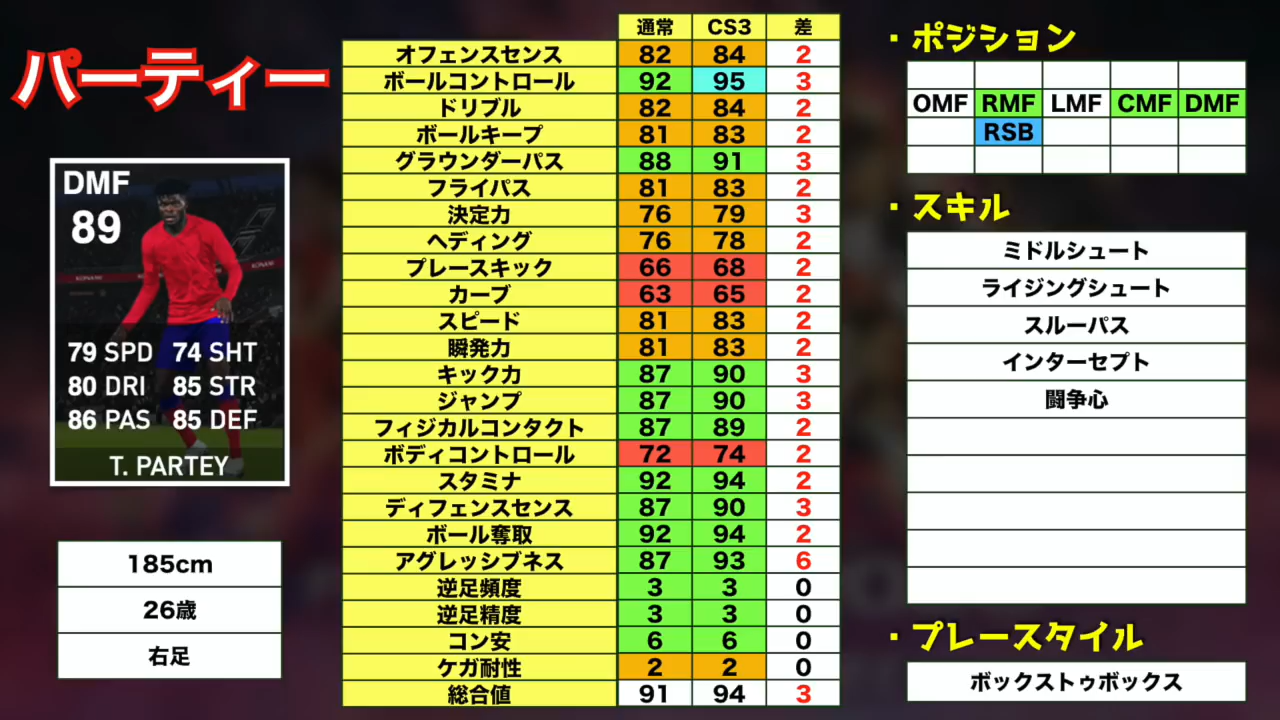 パーティー
DMF
89
KONAMI
KONAMI
79 SPD 74 SHT
80 DRI 85 STR
86 PAS 85 DEF
T. PARTEY
185cm
26歳
右足
通常 CS3 差
オフェンスセンス 82 84 2
ボールコントロール 92 95 3
ドリブル 82 84 2
ボールキープ 81 83 2
グラウンダーパス 88 91 3
フライパス 81 83 2
決定力 76 79 3
ヘディング 76 78 2
プレースキック 66 68 2
カーブ 63 65 2
スピード 81 83 2
瞬発力 81 83 2
キック力 87 90 3
ジャンプ 87 90 3
フィジカルコンタクト 87 89 2
ボディコントロール 72 74 2
スタミナ 92 94 2
ディフェンスセンス 87 90 3
ボール奪取 92 94 2
アグレッシブネス 87 93 6
逆足頻度 3 3 0
逆足精度 3 3 0
コン安 6 6 0
ケガ耐性 2 2 0
総合値 91 94 3
・ポジション
OMF RMF LMF CMF DMF
RSB
・スキル
ミドルシュート
ライジングシュート
スルーパス
インターセプト
闘争心
・プレースタイル
ボックストゥボックス